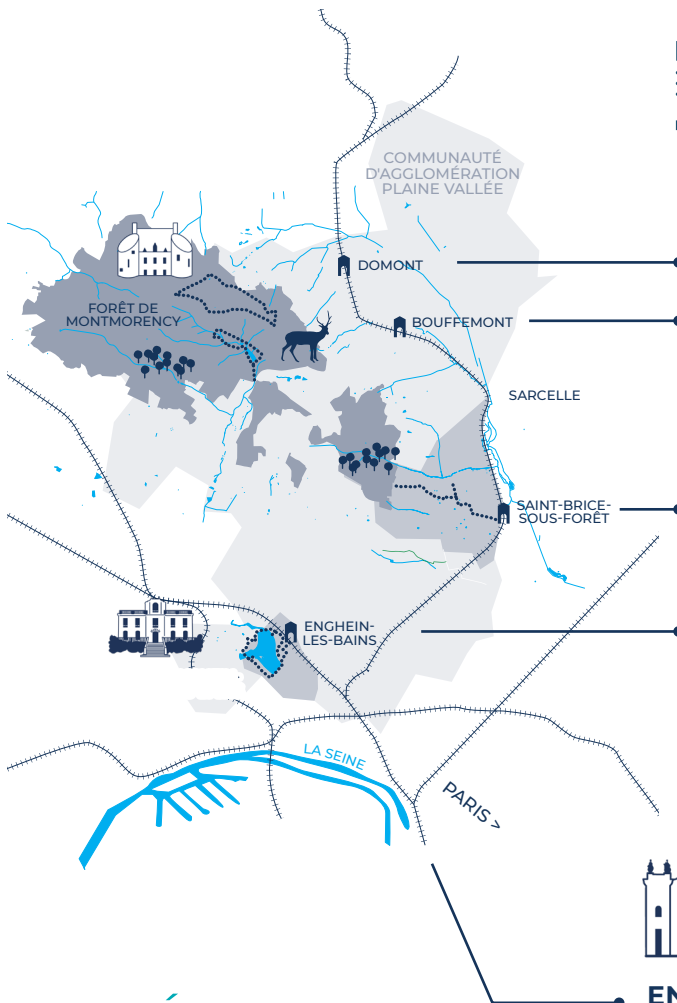 COMMUNAUTÉ
D'AGGLOMÉRATION
PLAINE VALLÉE
DOMONT
FORÊT DE
MONTMORENCY
BOUFFEMONT
SARCELLE
SAINT-BRICE-
SOUS-FORÊT
ENGHEIN-
LES-BAINS
LA SEINE
PARIS >
EN